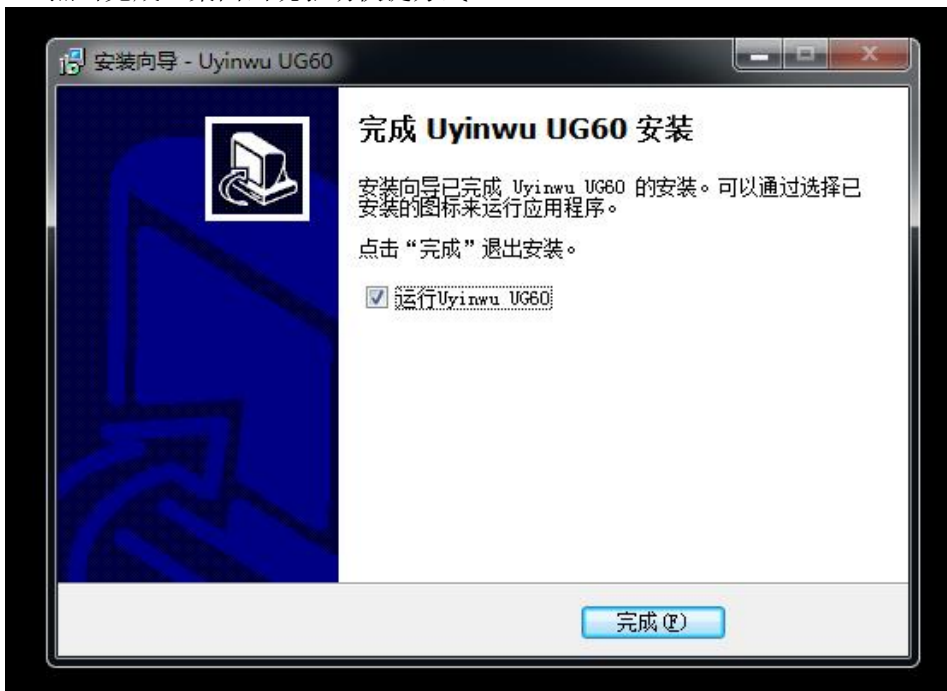 安装向导 - Uyinwu UG60
完成 Uyinwu UG60 安装
安装向导已完成 Uyinwu UG60 的安装。可以通过选择已
安装的图标来运行应用程序。
点击“完成”退出安装。
运行Uyinwu UG60
完成(F)